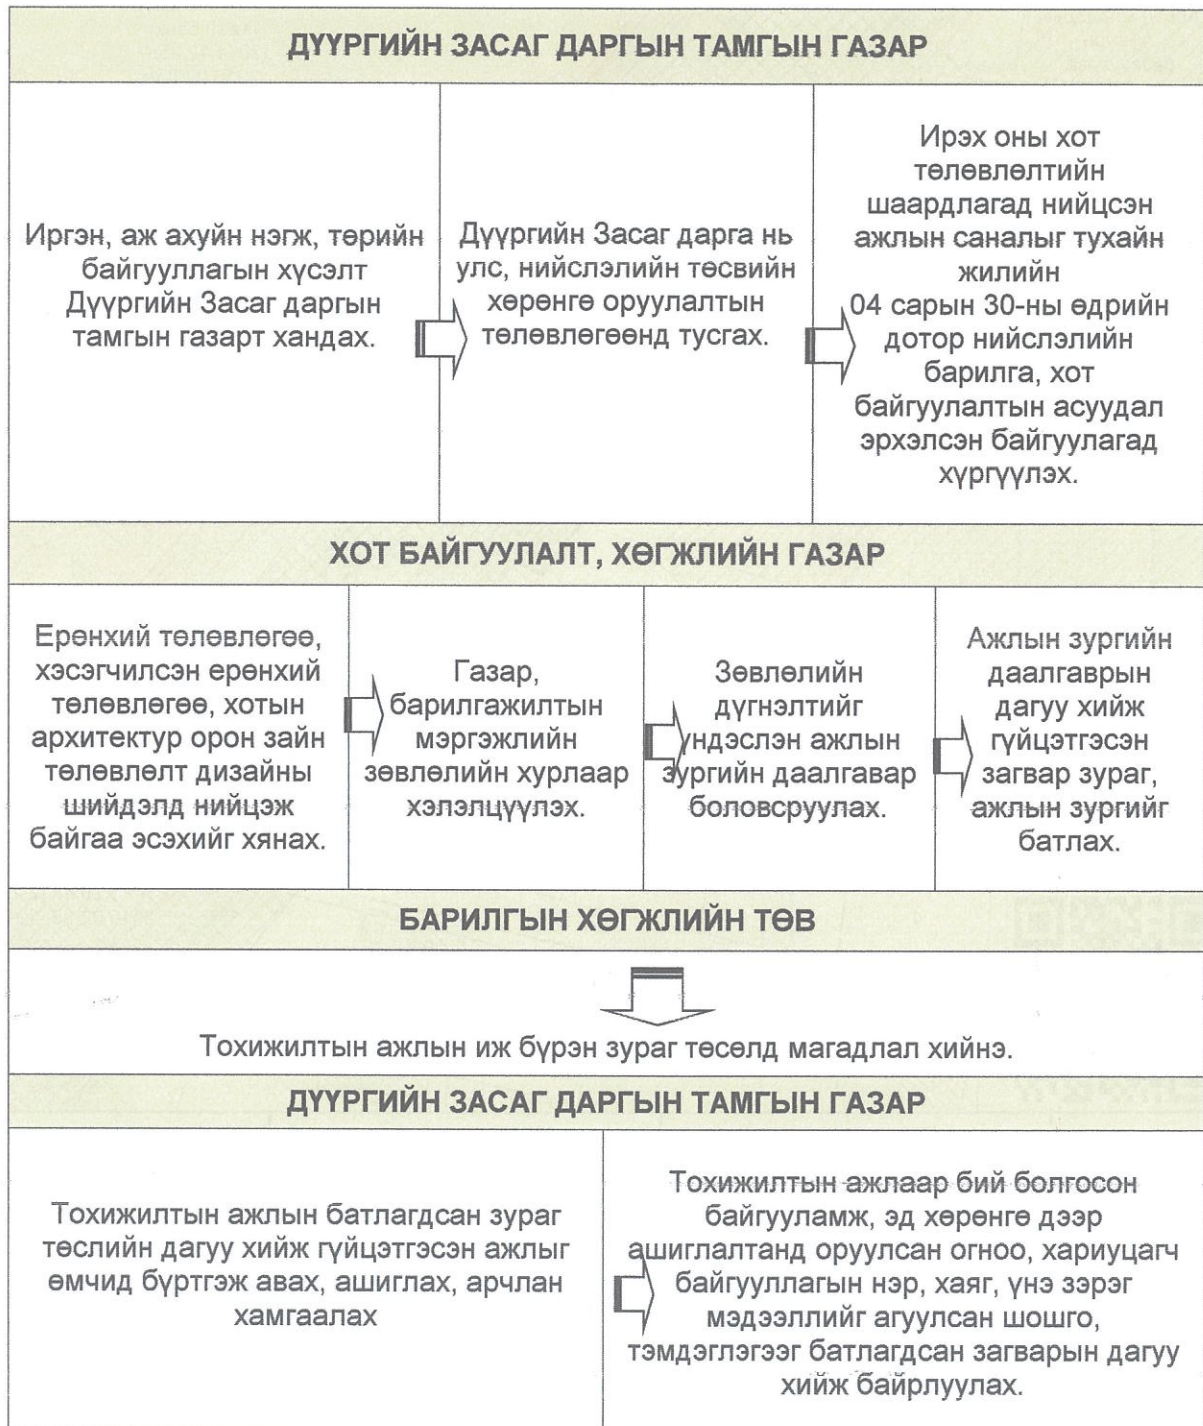 ДҮҮРГИЙН ЗАСАГ ДАРГЫН ТАМГЫН ГАЗАР
Иргэн, аж ахуйн нэгж, төрийн
байгууллагын хүсэлт
Дүүргийн Засаг даргын
тамгын газарт хандах.
Дүүргийн Засаг дарга нь
улс, нийслэлийн төсвийн
хөрөнгө оруулалтын
төлөвлөгөөнд тусгах.
Ирэх оны хот
төлөвлөлтийн
шаардлагад нийцсэн
ажлын саналыг тухайн
жилийн
04 сарын 30-ны өдрийн
дотор нийслэлийн
барилга, хот
байгуулалтын асуудал
эрхэлсэн байгуулагад
хүргүүлэх.
ХОТ БАЙГУУЛАЛТ, ХӨГЖЛИЙН ГАЗАР
Ерөнхий төлөвлөгөө,
хэсэгчилсэн ерөнхий
төлөвлөгөө, хотын
архитектур орон зайн
төлөвлөлт дизайны
шийдэлд нийцэж
байгаа эсэхийг хянах.
Газар,
барилгажилтын
мэргэжлийн
зөвлөлийн хурлаар
хэлэлцүүлэх.
Зөвлөлийн
дүгнэлтийг
үндэслэн ажлын
зургийн даалгавар
боловсруулах.
Ажлын зургийн
даалгаврын
дагуу хийж
гүйцэтгэсэн
загвар зураг,
ажлын зургийг
батлах.
БАРИЛГЫН ХӨГЖЛИЙН ТӨВ
Тохижилтын ажлын иж бүрэн зураг төсөлд магадлал хийнэ.
ДҮҮРГИЙН ЗАСАГ ДАРГЫН ТАМГЫН ГАЗАР
Тохижилтын ажлын батлагдсан зураг
төслийн дагуу хийж гүйцэтгэсэн ажлыг
өмчид бүртгэж авах, ашиглах, арчлан
хамгаалах
Тохижилтын ажлаар бий болгосон
байгууламж, эд хөрөнгө дээр
ашиглалтанд оруулсан огноо, хариуцагч
байгууллагын нэр, хаяг, үнэ зэрэг
мэдээллийг агуулсан шошго,
тэмдэглэгээг батлагдсан загварын дагуу
хийж байрлуулах.